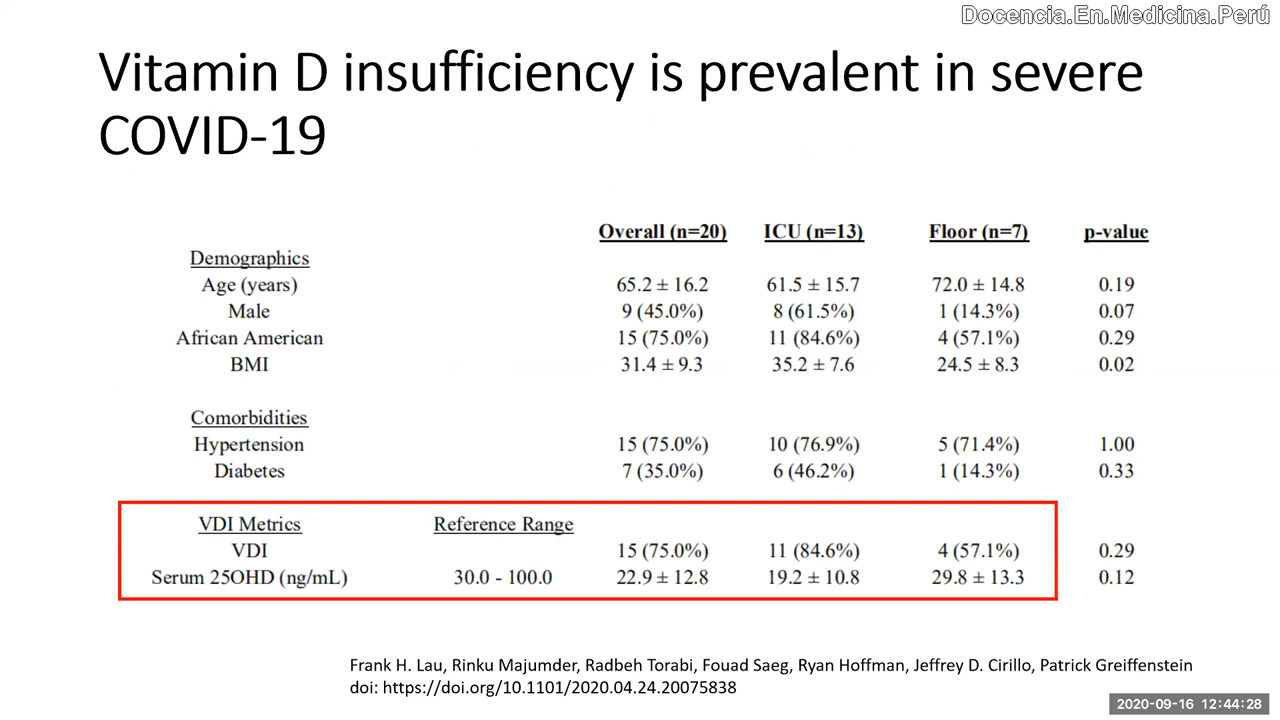 Docencia.En.Medicina.Perú
Vitamin D insufficiency is prevalent in severe
COVID-19
Overall (n=20) ICU (n=13) Floor (n=7) p-value
Demographics
Age (years) 65.2 ± 16.2 61.5 ± 15.7 72.0 ± 14.8 0.19
Male 9 (45.0%) 8 (61.5%) 1 (14.3%) 0.07
African American 15 (75.0%) 11 (84.6%) 4 (57.1%) 0.29
BMI 31.4 ± 9.3 35.2 ± 7.6 24.5 ± 8.3 0.02
Comorbidities
Hypertension 15 (75.0%) 10 (76.9%) 5 (71.4%) 1.00
Diabetes 7 (35.0%) 6 (46.2%) 1 (14.3%) 0.33
VDI Metrics Reference Range
VDI 15 (75.0%) 11 (84.6%) 4 (57.1%) 0.29
Serum 25OHD (ng/mL) 30.0 - 100.0 22.9 ± 12.8 19.2 ± 10.8 29.8 ± 13.3 0.12
Frank H. Lau, Rinku Majumder, Radbeh Torabi, Fouad Saeg, Ryan Hoffman, Jeffrey D. Cirillo, Patrick Greiffenstein
doi: https://doi.org/10.1101/2020.04.24.20075838
2020-09-16 12:44:28